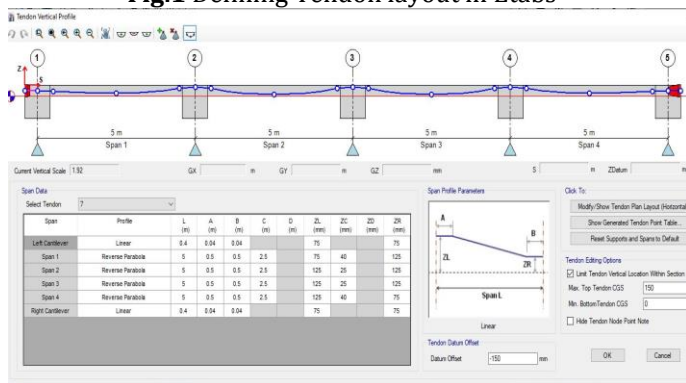 Fig.1 Defining Tendon layout in Etabs
Tendon Vertical Profile
1 2 3 4 5
Z
S
5 m 5 m 5 m 5 m
Span 1 Span 2 Span 3 Span 4
Current Vertical Scale 1.92 GX m GY m GZ mm S m ZDatum m
Span Data
Select Tendon 7
Span Profile L (m) A (m) B (m) C (m) D (m) ZL (mm) ZC (mm) ZD (mm) ZR (mm)
Left Cantilever Linear 0.4 0.04 0.04 75 75
Span 1 Reverse Parabola 5 0.5 0.5 2.5 75 40 125
Span 2 Reverse Parabola 5 0.5 0.5 2.5 125 25 125
Span 3 Reverse Parabola 5 0.5 0.5 2.5 125 25 125
Span 4 Reverse Parabola 5 0.5 0.5 2.5 125 40 75
Right Cantilever Linear 0.4 0.04 0.04 75 75
Span Profile Parameters
A
B
ZL
ZR
Span L
Linear
Tendon Datum Offset
Datum Offset -150 mm
Click To:
Modify/Show Tendon Plan Layout (Horizontal
Show Generated Tendon Point Table...
Reset Supports and Spans to Default
Tendon Editing Options
Limit Tendon Vertical Location Within Section
Max. Top Tendon CGS 150
Min. BottomTendon CGS 0
Hide Tendon Node Point Note
OK Cancel